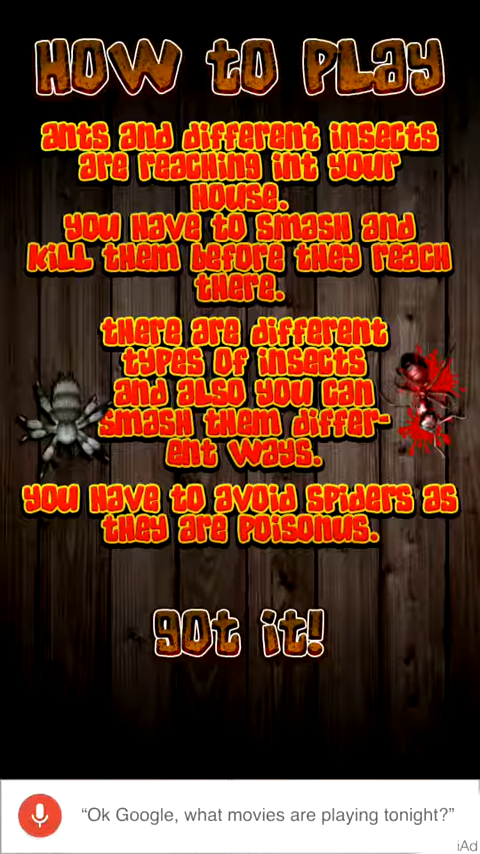 How to Play
ants and different insects
are reaching int your
House.
you Have to smash and
kill them before they reach
there.
there are different
types of insects
and also you can
smash them differ-
ent ways.
you Have to avoid spiders as
they are poisonus.
got it!
“Ok Google, what movies are playing tonight?”
iAd